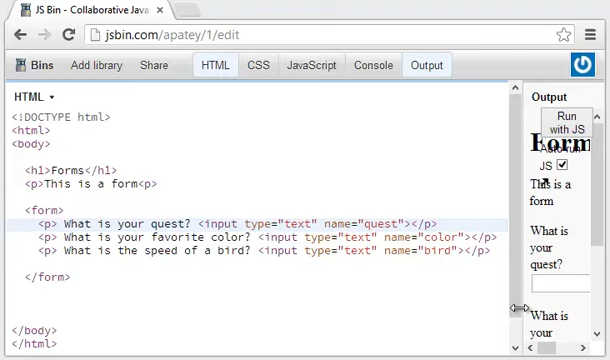 JS Bin - Collaborative Java
jsbin.com/apatey/1/edit
Bins Add library Share HTML CSS JavaScript Console Output
HTML
<!DOCTYPE html>
<html>
<body>
<h1>Forms</h1>
<p>This is a form<p>
<form>
<p> What is your quest? <input type="text" name="quest"></p>
<p> What is your favorite color? <input type="text" name="color"></p>
<p> What is the speed of a bird? <input type="text" name="bird"></p>
</form>
</body>
</html>
Output
Run
with JS
Auto-run
JS
Form
This is a
form
What is
your
quest?
What is
your